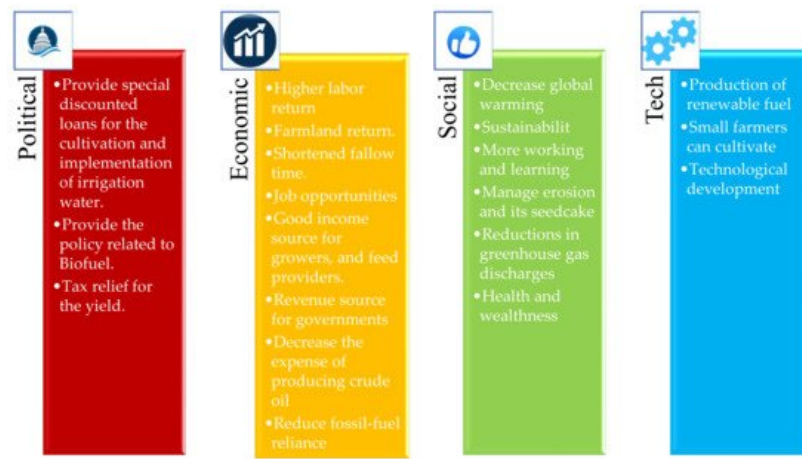 Political
•Provide special
discounted
loans for the
cultivation and
implementation
of irrigation
water.
•Provide the
policy related to
Biofuel.
•Tax relief for
the yield.
Economic
•Higher labor
return
•Farmland return.
•Shortened fallow
time.
•Job opportunities
•Good income
source for
growers, and feed
providers.
•Revenue source
for governments
•Decrease the
expense of
producing crude
oil
•Reduce fossil-fuel
reliance
Social
•Decrease global
warming
•Sustainabilit
•More working
and learning
•Manage erosion
and its seedcake
•Reductions in
greenhouse gas
discharges
•Health and
wealthness
Tech
•Production of
renewable fuel
•Small farmers
can cultivate
•Technological
development